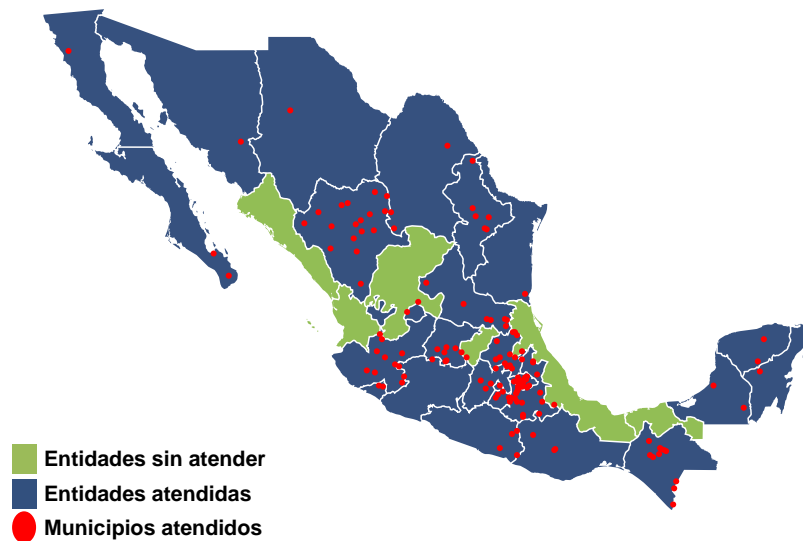 Entidades sin atender
Entidades atendidas
Municipios atendidos